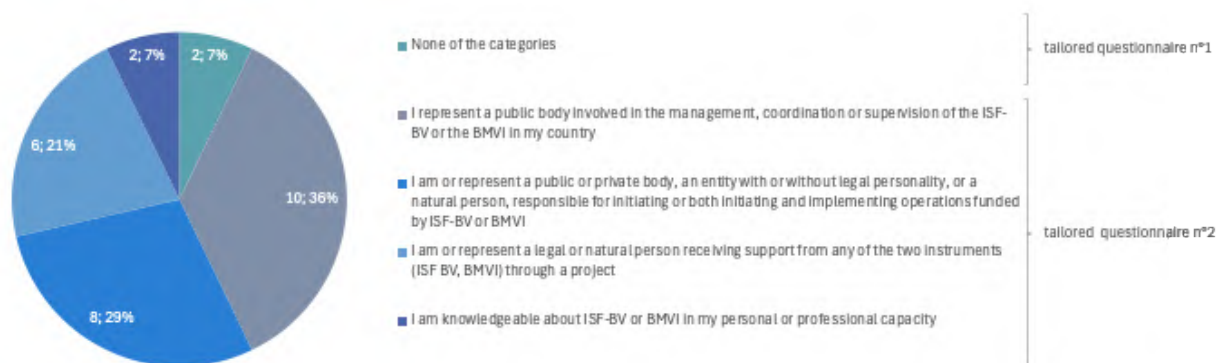 2; 7%
2; 7%
6; 21%
10; 36%
8; 29%
None of the categories
tailored questionnaire n°1
I represent a public body involved in the management, coordination or supervision of the ISF-
BV or the BMVI in my country
I am or represent a public or private body, an entity with or without legal personality, or a
natural person, responsible for initiating or both initiating and implementing operations funded
by ISF-BV or BMVI
tailored questionnaire n°2
I am or represent a legal or natural person receiving support from any of the two instruments
(ISF BV, BMVI) through a project
I am knowledgeable about ISF-BV or BMVI in my personal or professional capacity